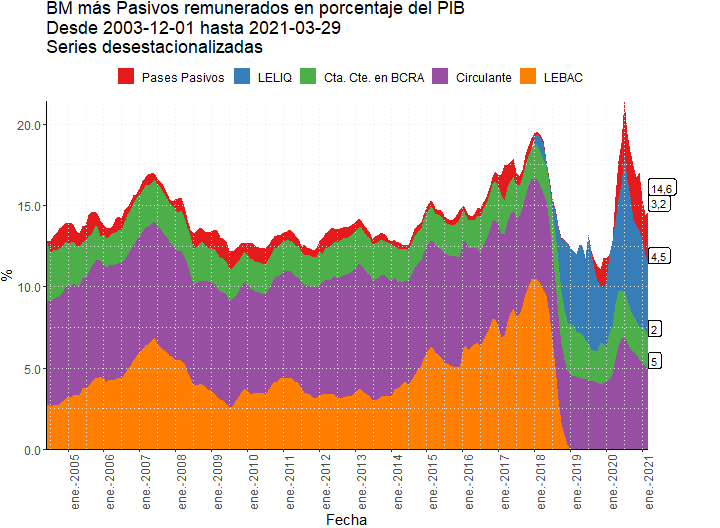 BM más Pasivos remunerados en porcentaje del PIB
Desde 2003-12-01 hasta 2021-03-29
Series desestacionalizadas
Pases Pasivos LELIQ Cta. Cte. en BCRA Circulante LEBAC
20.0
15.0
10.0
5.0
0.0
%
14,6
3,2
4,5
2
5
ene.-2005 ene.-2006 ene.-2007 ene.-2008 ene.-2009 ene.-2010 ene.-2011 ene.-2012 ene.-2013 ene.-2014 ene.-2015 ene.-2016 ene.-2017 ene.-2018 ene.-2019 ene.-2020 ene.-2021
Fecha